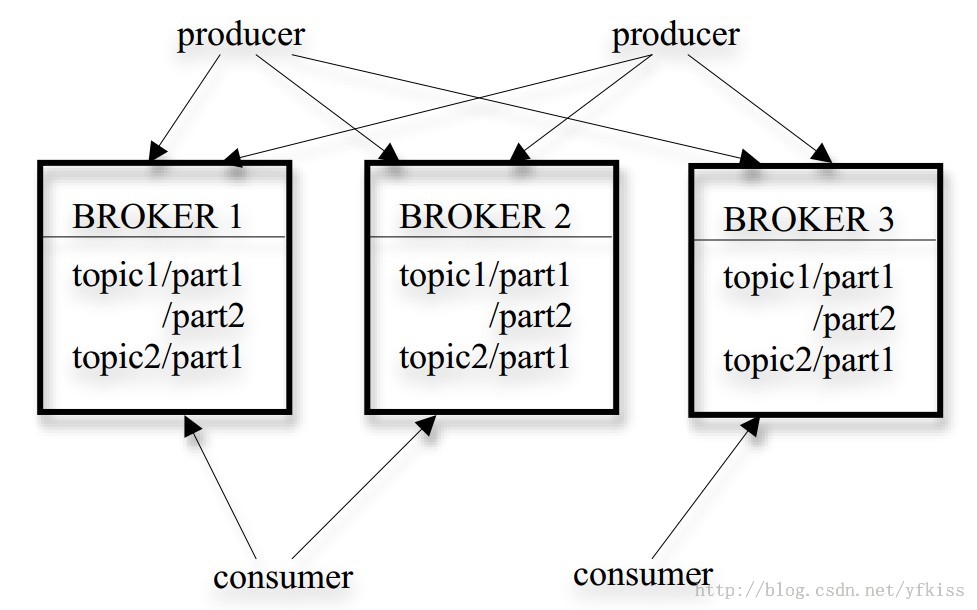 producer producer
BROKER 1 BROKER 2 BROKER 3
topic1/part1 topic1/part1 topic1/part1
/part2 /part2 /part2
topic2/part1 topic2/part1 topic2/part1
consumer consumer
http://blog.csdn.net/yfkiss